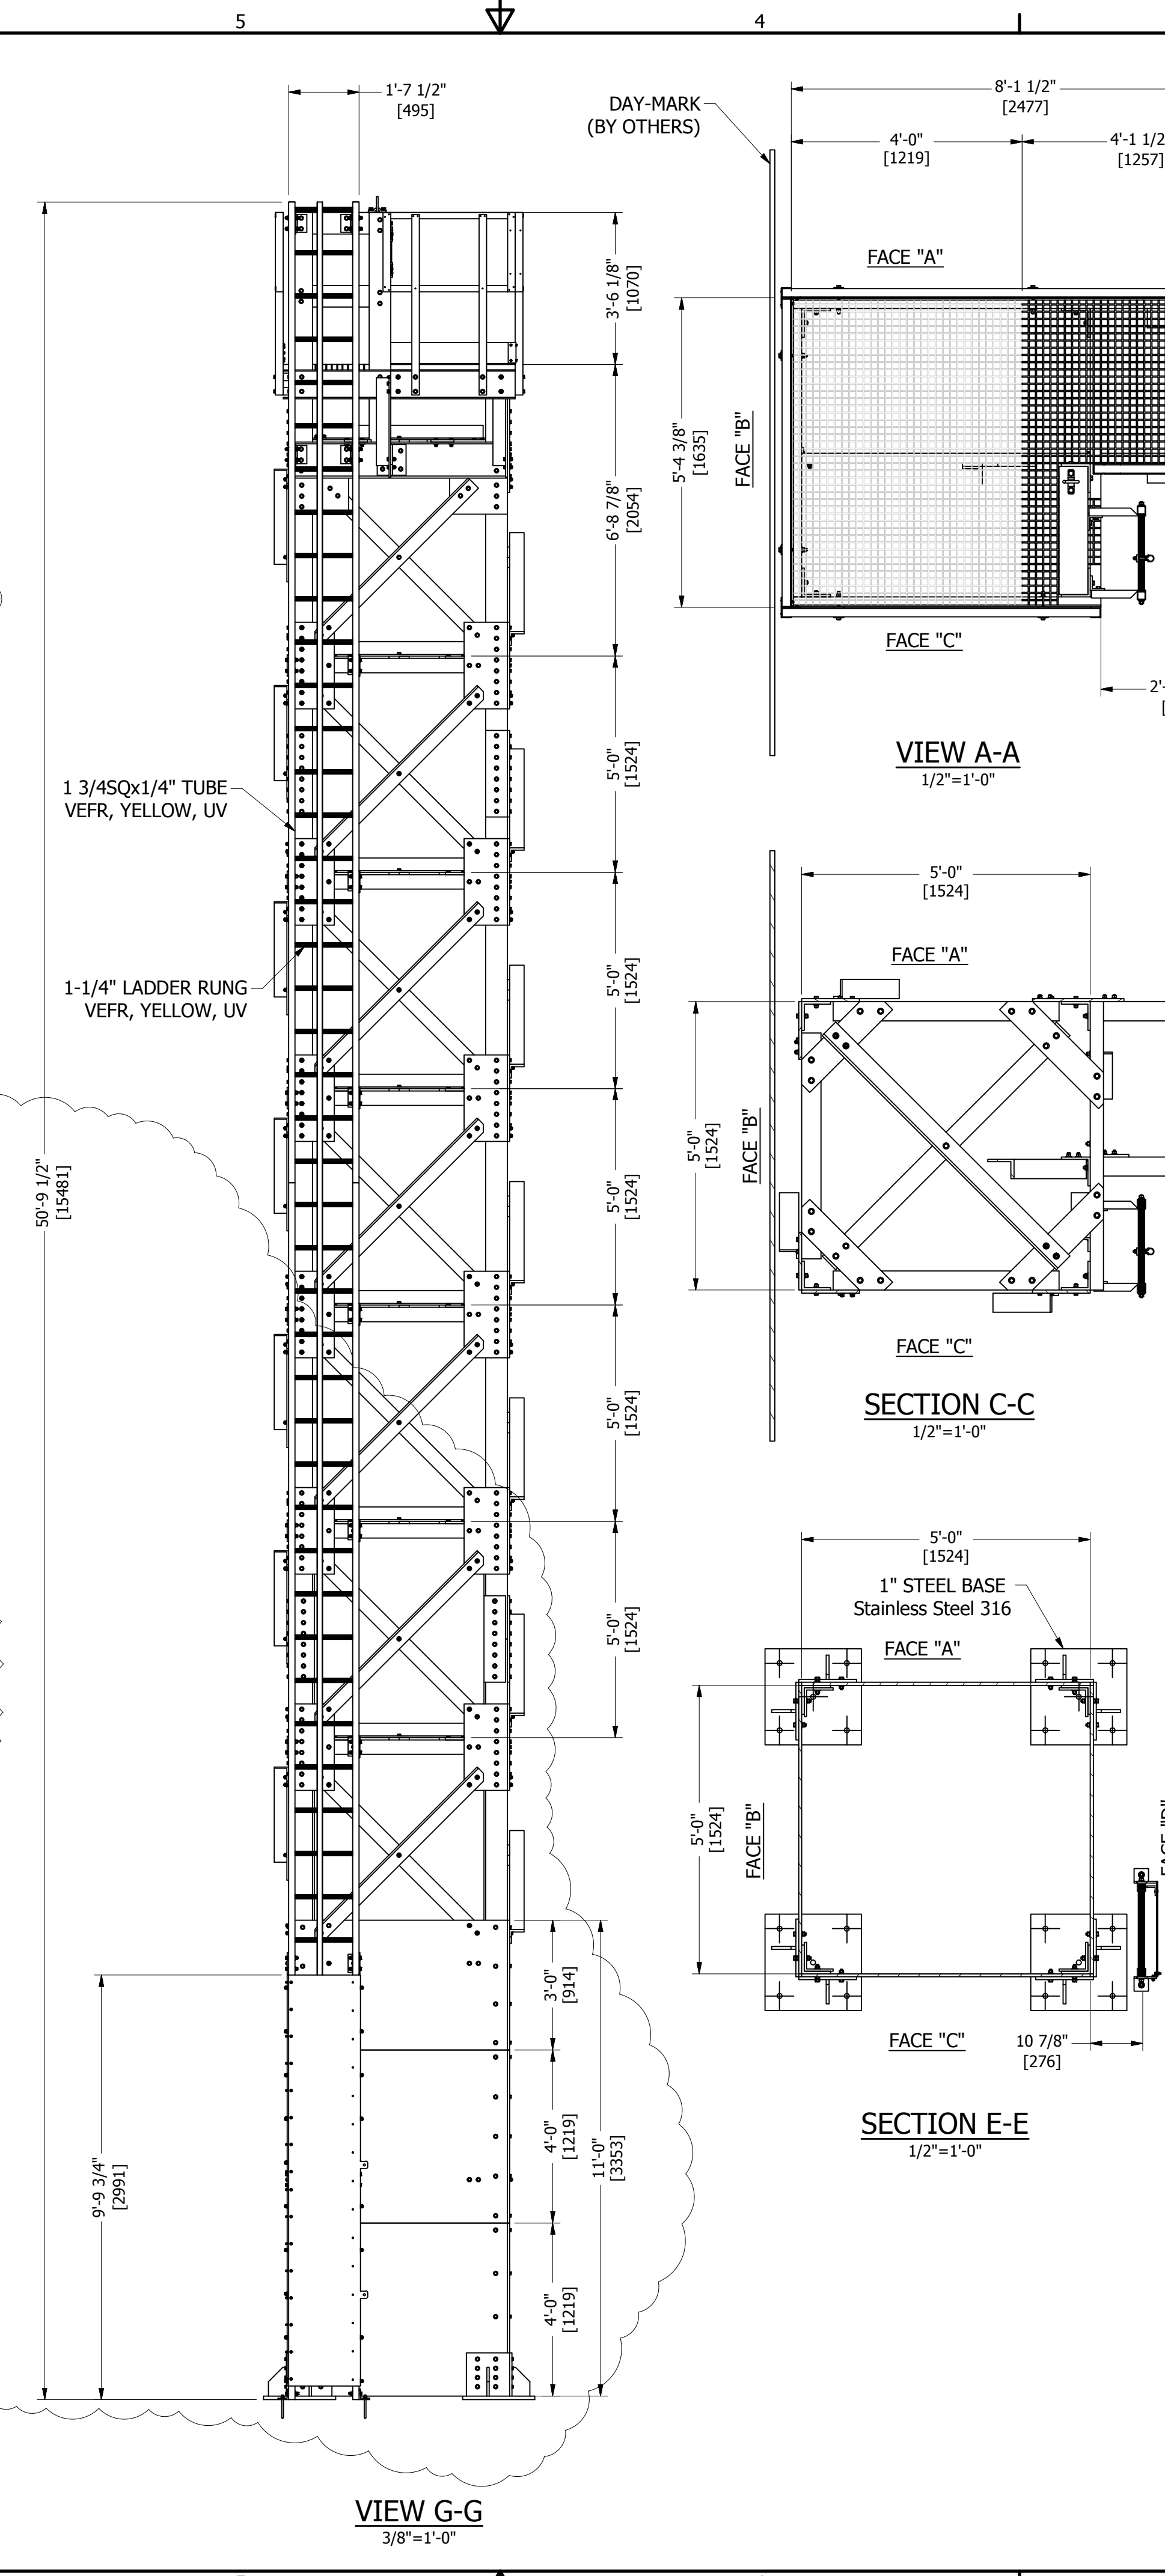 5
4
1'-7 1/2"
[495]
DAY-MARK
(BY OTHERS)
8'-1 1/2"
[2477]
4'-0"
[1219]
4'-1 1/2
[1257]
FACE "A"
3'-6 1/8"
[1070]
5'-4 3/8"
[1635]
FACE "B"
6'-8 7/8"
[2054]
FACE "C"
2'-
[
VIEW A-A
1/2"=1'-0"
1 3/4SQx1/4" TUBE
VEFR, YELLOW, UV
5'-0"
[1524]
5'-0"
[1524]
FACE "A"
1-1/4" LADDER RUNG
VEFR, YELLOW, UV
5'-0"
[1524]
50'-9 1/2"
[15481]
5'-0"
[1524]
5'-0"
[1524]
FACE "B"
FACE "C"
SECTION C-C
1/2"=1'-0"
5'-0"
[1524]
5'-0"
[1524]
1" STEEL BASE
Stainless Steel 316
FACE "A"
5'-0"
[1524]
5'-0"
[1524]
FACE "B"
FACE "D"
3'-0"
[914]
FACE "C"
10 7/8"
[276]
SECTION E-E
1/2"=1'-0"
4'-0"
[1219]
11'-0"
[3353]
9'-9 3/4"
[2991]
4'-0"
[1219]
VIEW G-G
3/8"=1'-0"